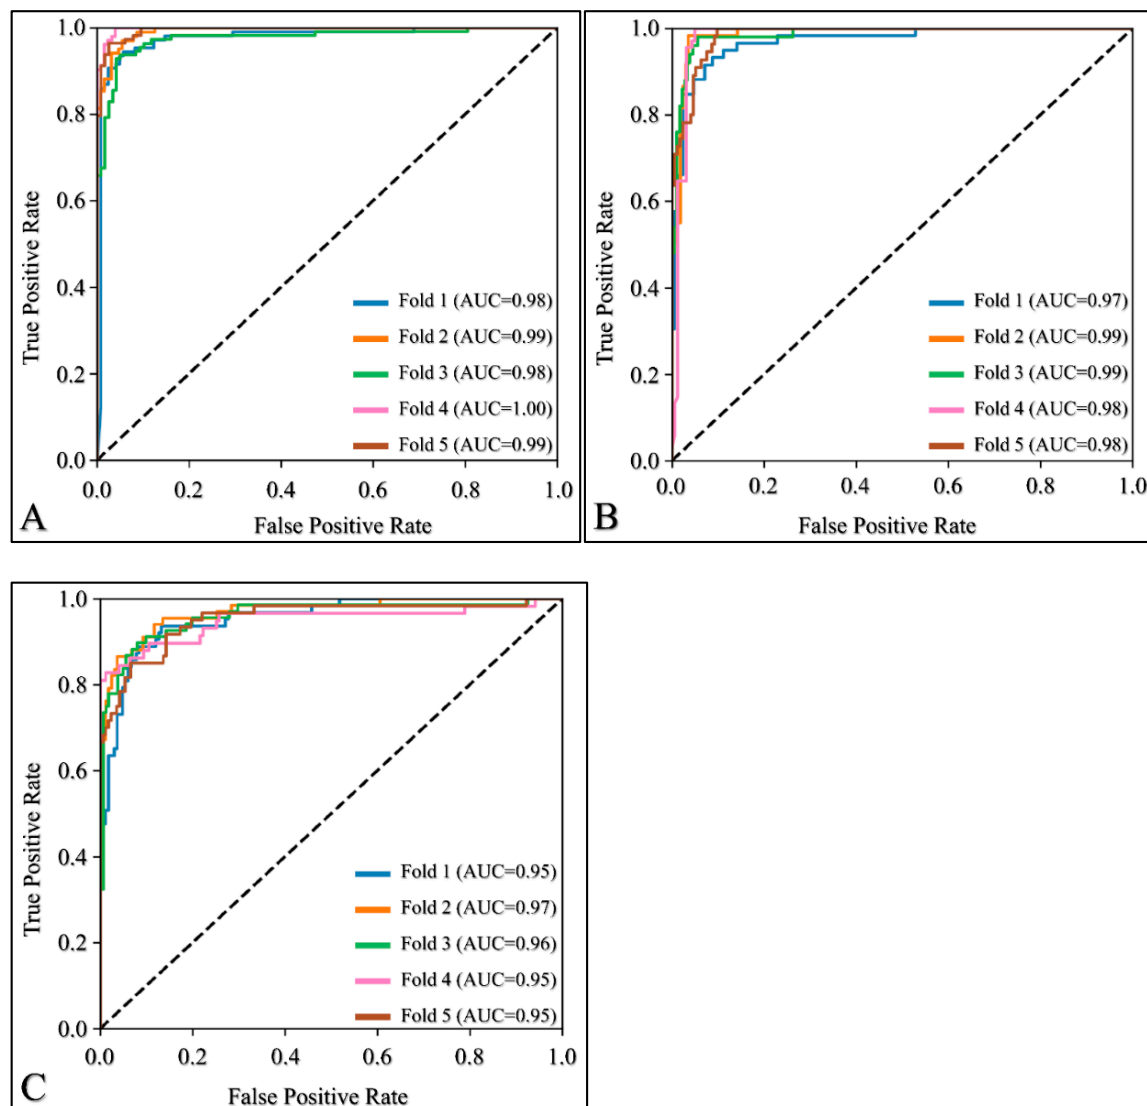 1.0
0.8
0.6
0.4
0.2
0.0
True Positive Rate
Fold 1 (AUC=0.98)
Fold 2 (AUC=0.99)
Fold 3 (AUC=0.98)
Fold 4 (AUC=1.00)
Fold 5 (AUC=0.99)
0.0 0.2 0.4 0.6 0.8 1.0
False Positive Rate
A
1.0
0.8
0.6
0.4
0.2
0.0
True Positive Rate
Fold 1 (AUC=0.97)
Fold 2 (AUC=0.99)
Fold 3 (AUC=0.99)
Fold 4 (AUC=0.98)
Fold 5 (AUC=0.98)
0.0 0.2 0.4 0.6 0.8 1.0
False Positive Rate
B
1.0
0.8
0.6
0.4
0.2
0.0
True Positive Rate
Fold 1 (AUC=0.95)
Fold 2 (AUC=0.97)
Fold 3 (AUC=0.96)
Fold 4 (AUC=0.95)
Fold 5 (AUC=0.95)
0.0 0.2 0.4 0.6 0.8 1.0
False Positive Rate
C